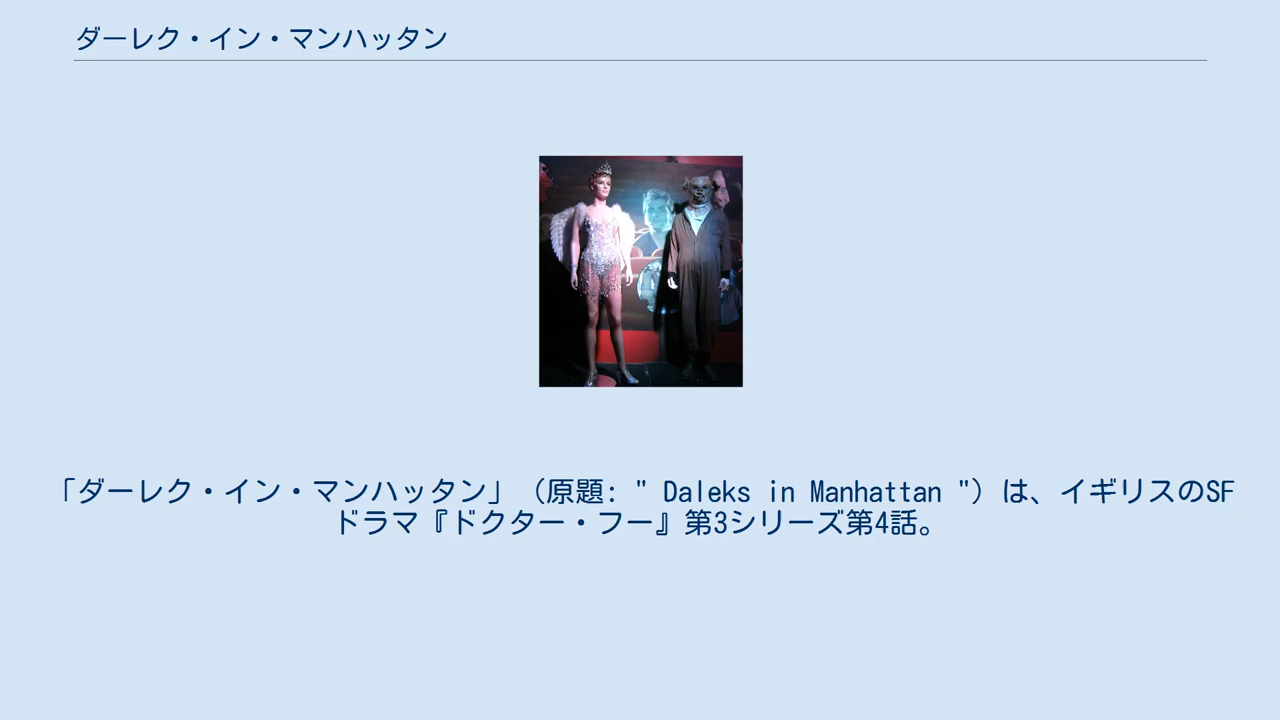 ダーレク・イン・マンハッタン
「ダーレク・イン・マンハッタン」（原題: " Daleks in Manhattan "）は、イギリスのSF
ドラマ『ドクター・フー』第3シリーズ第4話。